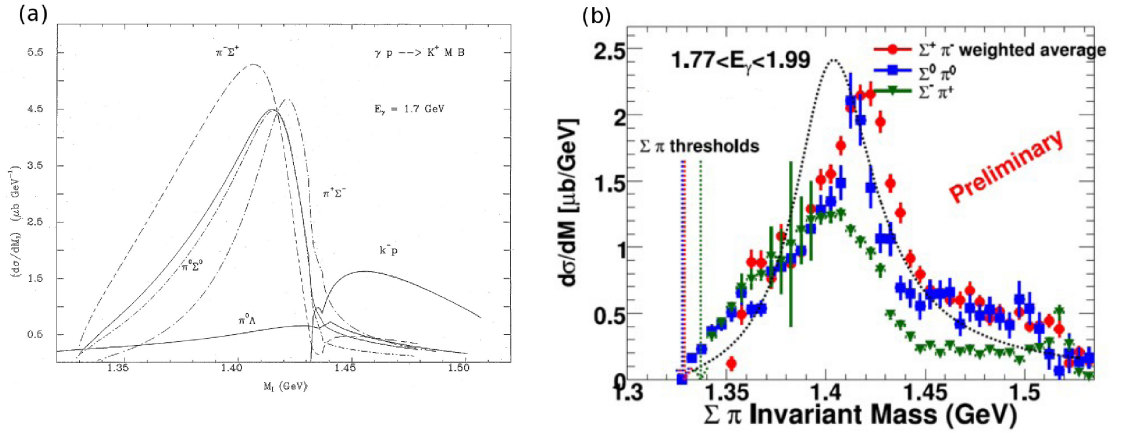 (a)
5.5
4.5
3.5
2.5
1.5
0.5
(dσ/dM_I) (μb GeV⁻¹)
π⁻Σ⁺
γ p --> K⁺ M B
E_γ = 1.7 GeV
π⁺Σ⁻
k⁻p
π⁰Σ⁰
π⁰Λ
1.35
1.40
1.45
1.50
M_I (GeV)
(b)
2.5
2
1.5
1
0.5
0
dσ/dM [μb/GeV]
1.77<E_γ<1.99
Σ⁺ π⁻ weighted average
Σ⁰ π⁰
Σ⁻ π⁺
Σ π thresholds
Preliminary
1.3
1.35
1.4
1.45
1.5
Σ π Invariant Mass (GeV)